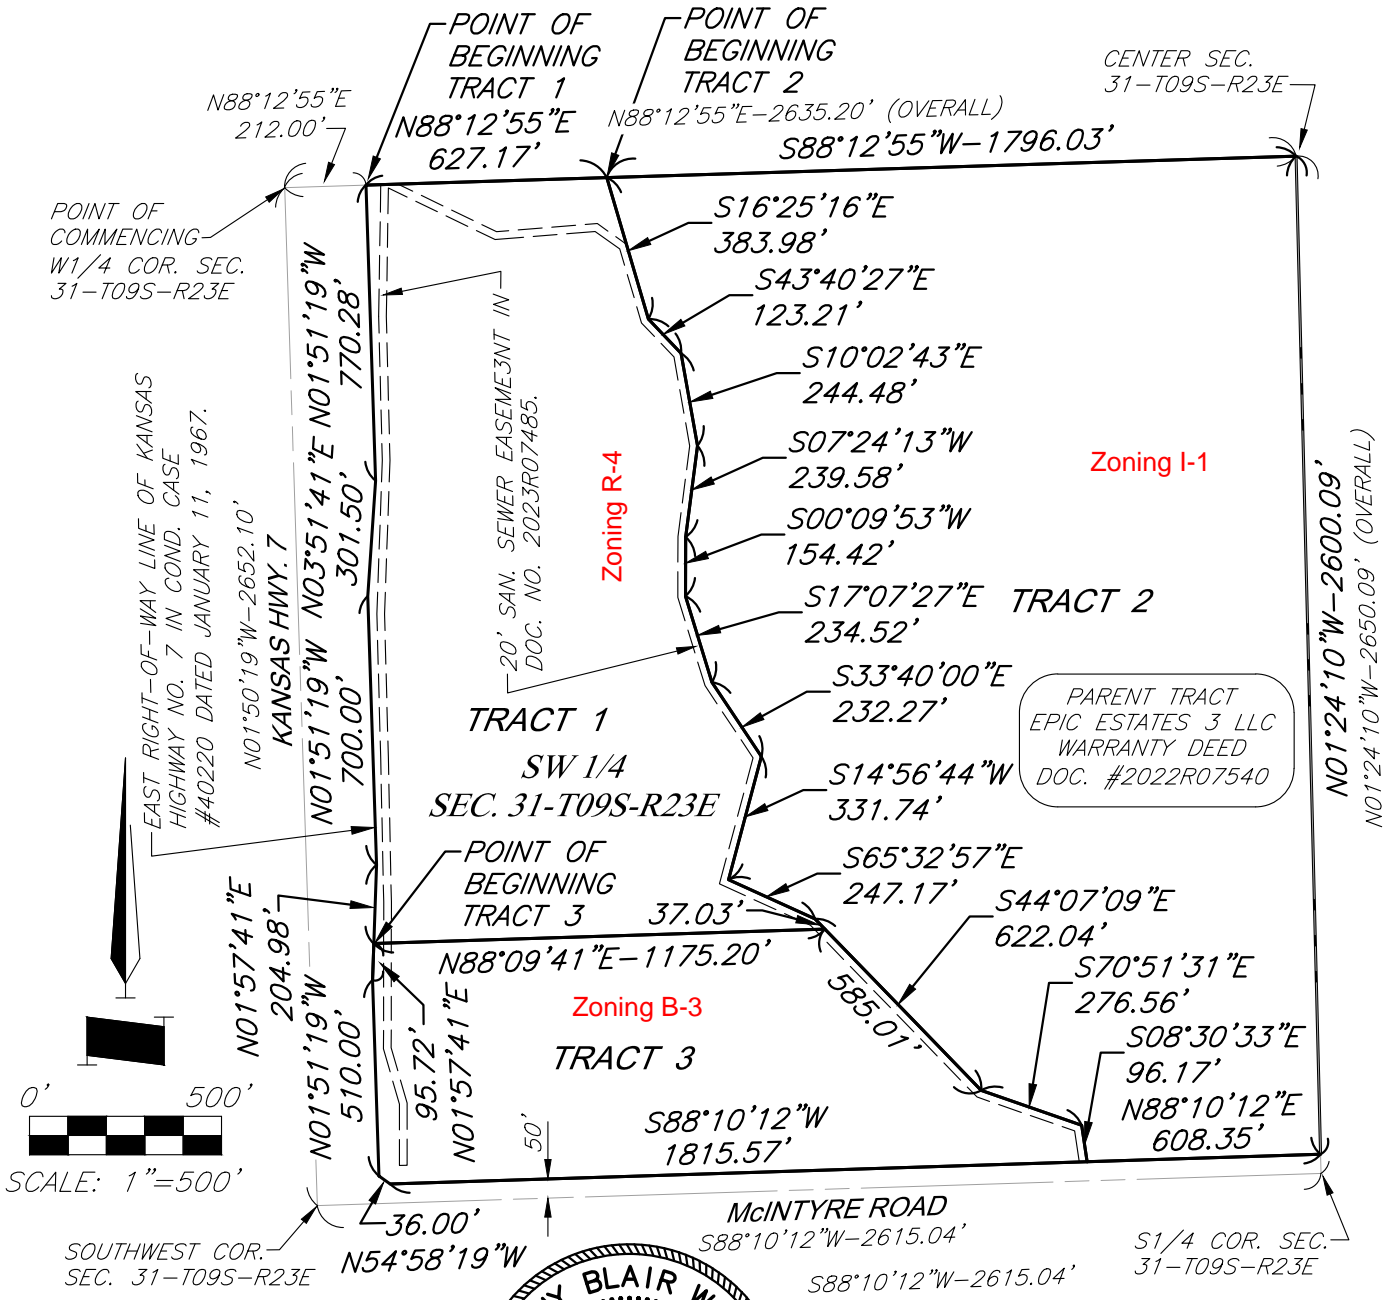 POINT OF
BEGINNING
TRACT 1
POINT OF
BEGINNING
TRACT 2
CENTER SEC.
31-T09S-R23E
N88°12'55"E
212.00'
N88°12'55"E
627.17'
N88°12'55"E-2635.20' (OVERALL)
S88°12'55"W-1796.03'
POINT OF
COMMENCING
W1/4 COR. SEC.
31-T09S-R23E
S16°25'16"E
383.98'
S43°40'27"E
123.21'
S10°02'43"E
244.48'
S07°24'13"W
239.58'
S00°09'53"W
154.42'
S17°07'27"E
234.52'
S33°40'00"E
232.27'
S14°56'44"W
331.74'
S65°32'57"E
247.17'
S44°07'09"E
622.04'
S70°51'31"E
276.56'
S08°30'33"E
96.17'
N88°10'12"E
608.35'
Zoning I-1
Zoning R-4
TRACT 2
PARENT TRACT
EPIC ESTATES 3 LLC
WARRANTY DEED
DOC. #2022R07540
N01°24'10"W-2600.09'
N01°24'10"W-2650.09' (OVERALL)
20' SAN. SEWER EASEME3NT IN
DOC. NO. 2023R07485.
N01°51'19"W
770.28'
N03°51'41"E
301.50'
N01°51'19"W
700.00'
KANSAS HWY. 7
N01°50'19"W-2652.10'
EAST RIGHT-OF-WAY LINE OF KANSAS
HIGHWAY NO. 7 IN COND. CASE
#40220 DATED JANUARY 11, 1967.
TRACT 1
SW 1/4
SEC. 31-T09S-R23E
POINT OF
BEGINNING
TRACT 3
37.03'
N88°09'41"E-1175.20'
585.01'
N01°57'41"E
204.98'
N01°51'19"W
510.00'
95.72'
N01°57'41"E
Zoning B-3
TRACT 3
S88°10'12"W
1815.57'
50'
0'
500'
SCALE: 1"=500'
36.00'
N54°58'19"W
SOUTHWEST COR.
SEC. 31-T09S-R23E
McINTYRE ROAD
S88°10'12"W-2615.04'
S88°10'12"W-2615.04'
S1/4 COR. SEC.
31-T09S-R23E
BLAIR